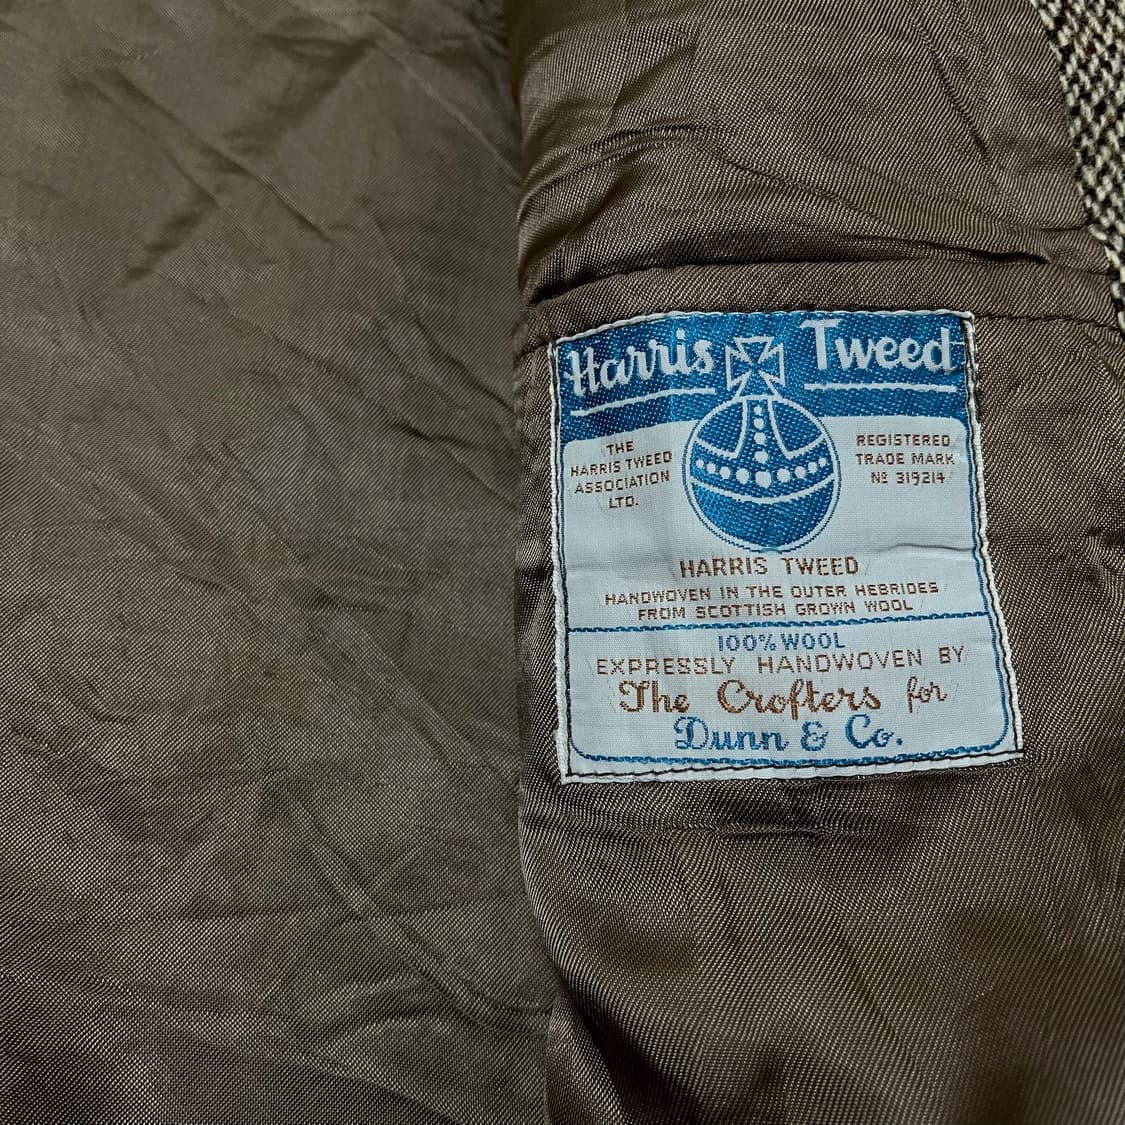 Harris Tweed
THE
HARRIS TWEED
ASSOCIATION
LTD.
REGISTERED
TRADE MARK
Nº 319214
HARRIS TWEED
HANDWOVEN IN THE OUTER HEBRIDES
FROM SCOTTISH GROWN WOOL
100% WOOL
EXPRESSLY HANDWOVEN BY
The Crofters for
Dunn & Co.